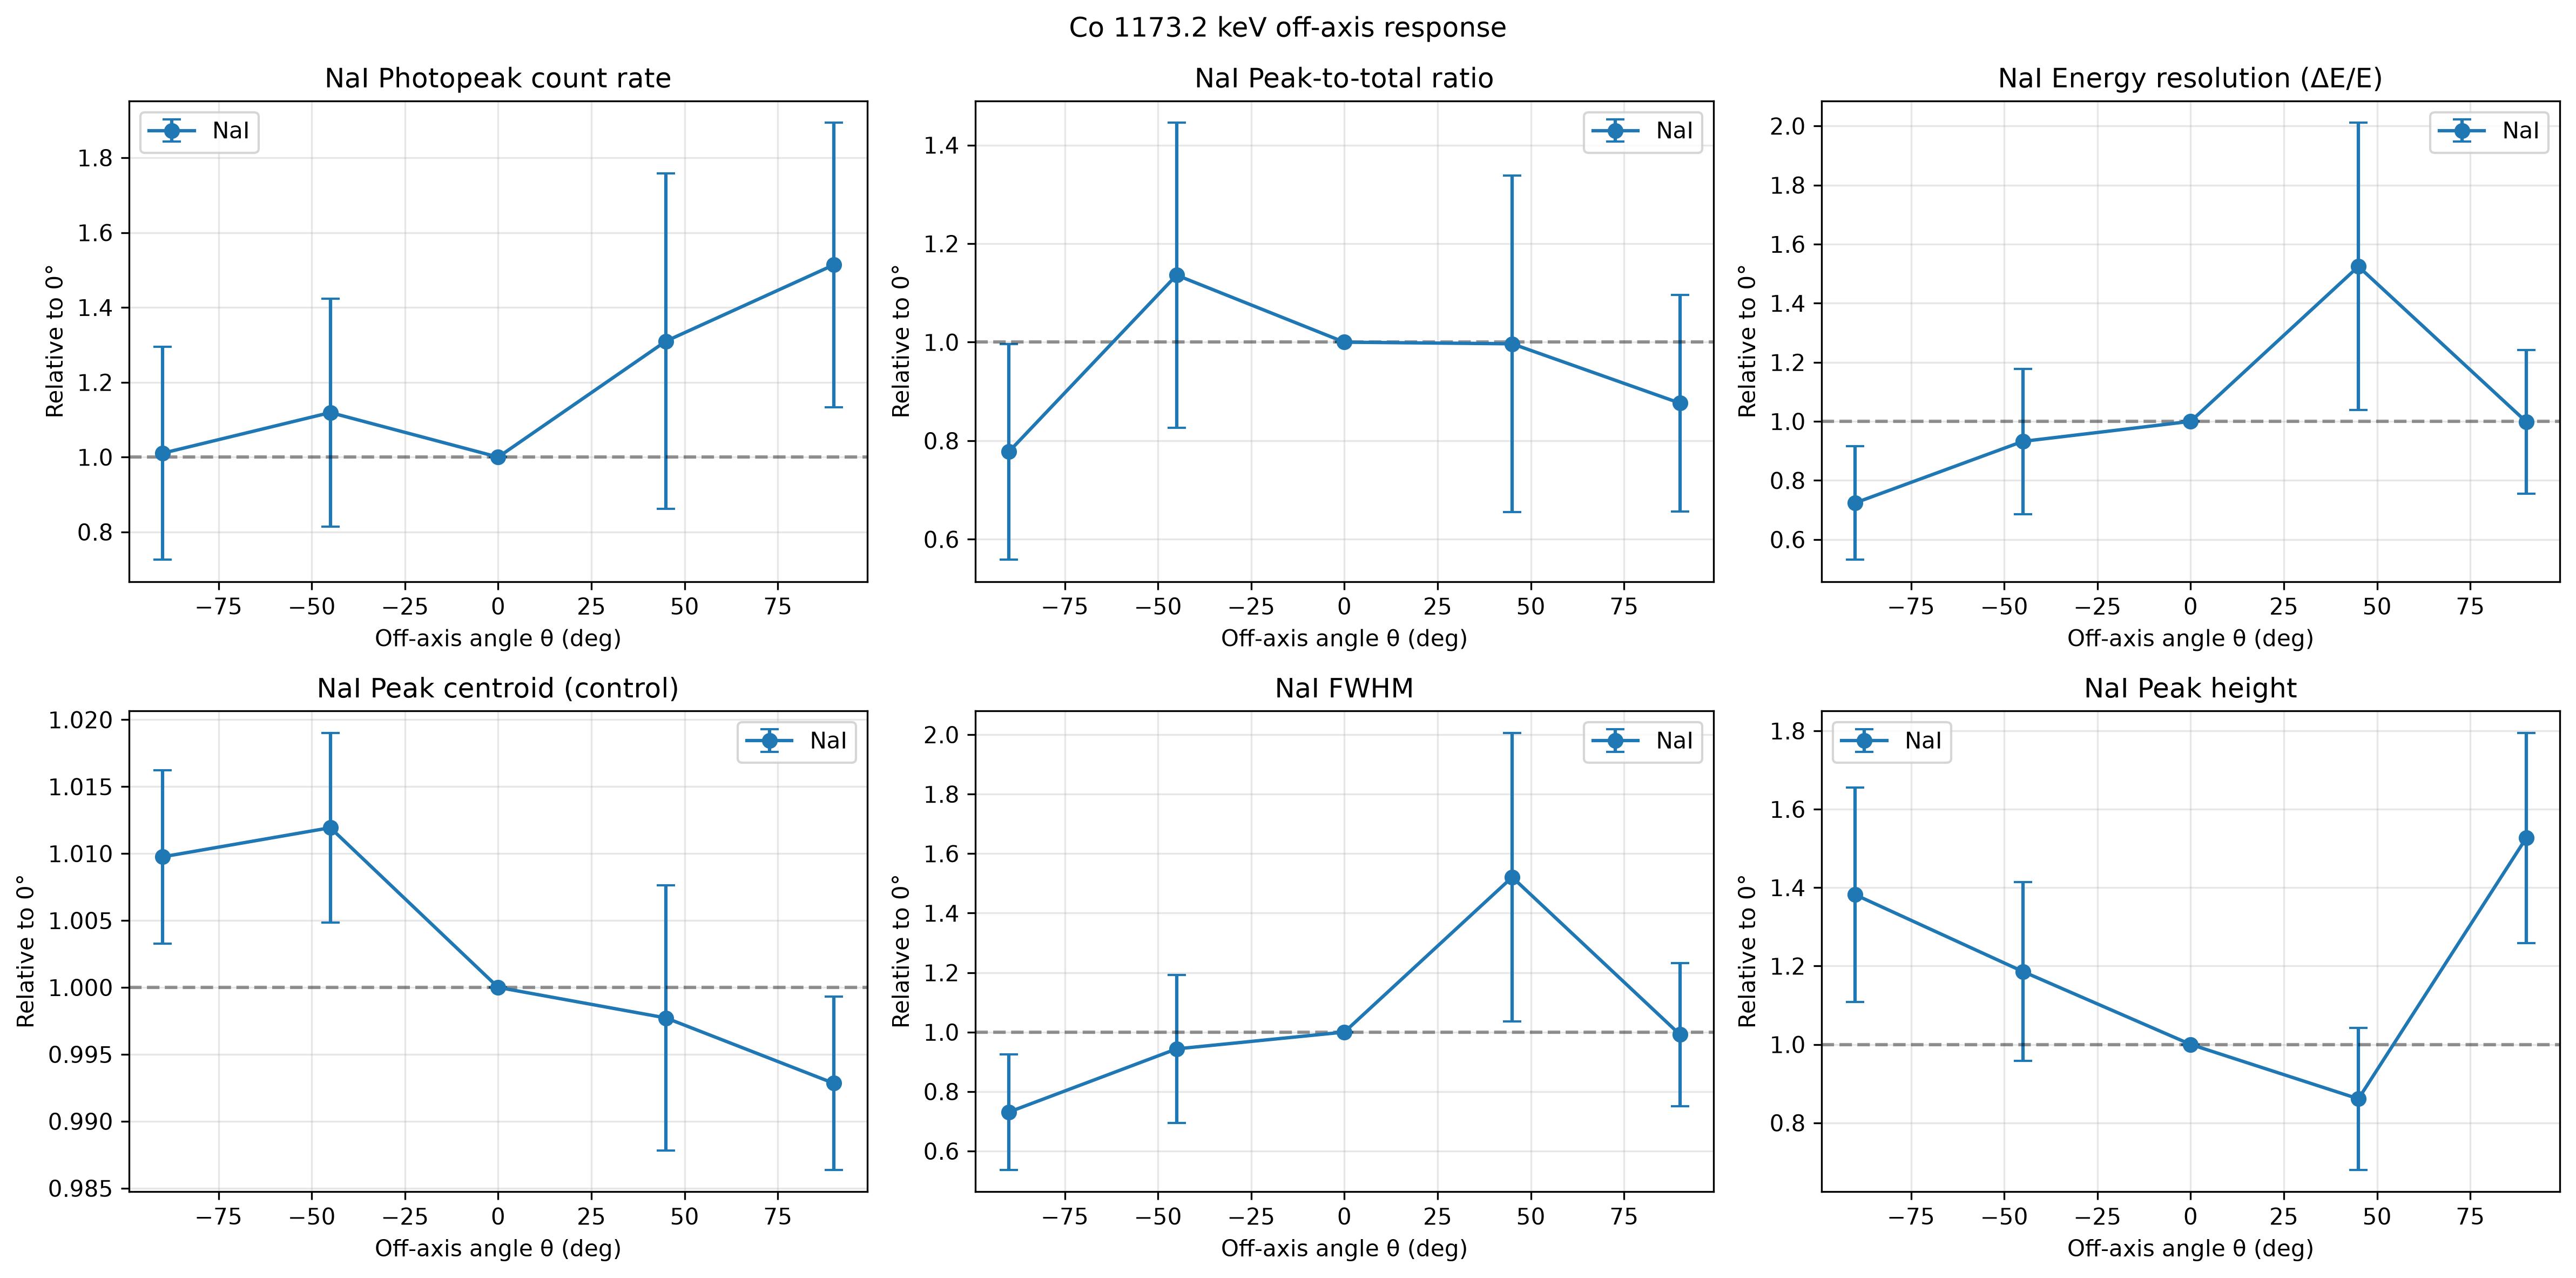 Co 1173.2 keV off-axis response
NaI Photopeak count rate
NaI
Relative to 0°
1.8
1.6
1.4
1.2
1.0
0.8
−75 −50 −25 0 25 50 75
Off-axis angle θ (deg)
NaI Peak-to-total ratio
NaI
Relative to 0°
1.4
1.2
1.0
0.8
0.6
−75 −50 −25 0 25 50 75
Off-axis angle θ (deg)
NaI Energy resolution (ΔE/E)
NaI
Relative to 0°
2.0
1.8
1.6
1.4
1.2
1.0
0.8
0.6
−75 −50 −25 0 25 50 75
Off-axis angle θ (deg)
NaI Peak centroid (control)
NaI
Relative to 0°
1.020
1.015
1.010
1.005
1.000
0.995
0.990
0.985
−75 −50 −25 0 25 50 75
Off-axis angle θ (deg)
NaI FWHM
NaI
Relative to 0°
2.0
1.8
1.6
1.4
1.2
1.0
0.8
0.6
−75 −50 −25 0 25 50 75
Off-axis angle θ (deg)
NaI Peak height
NaI
Relative to 0°
1.8
1.6
1.4
1.2
1.0
0.8
−75 −50 −25 0 25 50 75
Off-axis angle θ (deg)